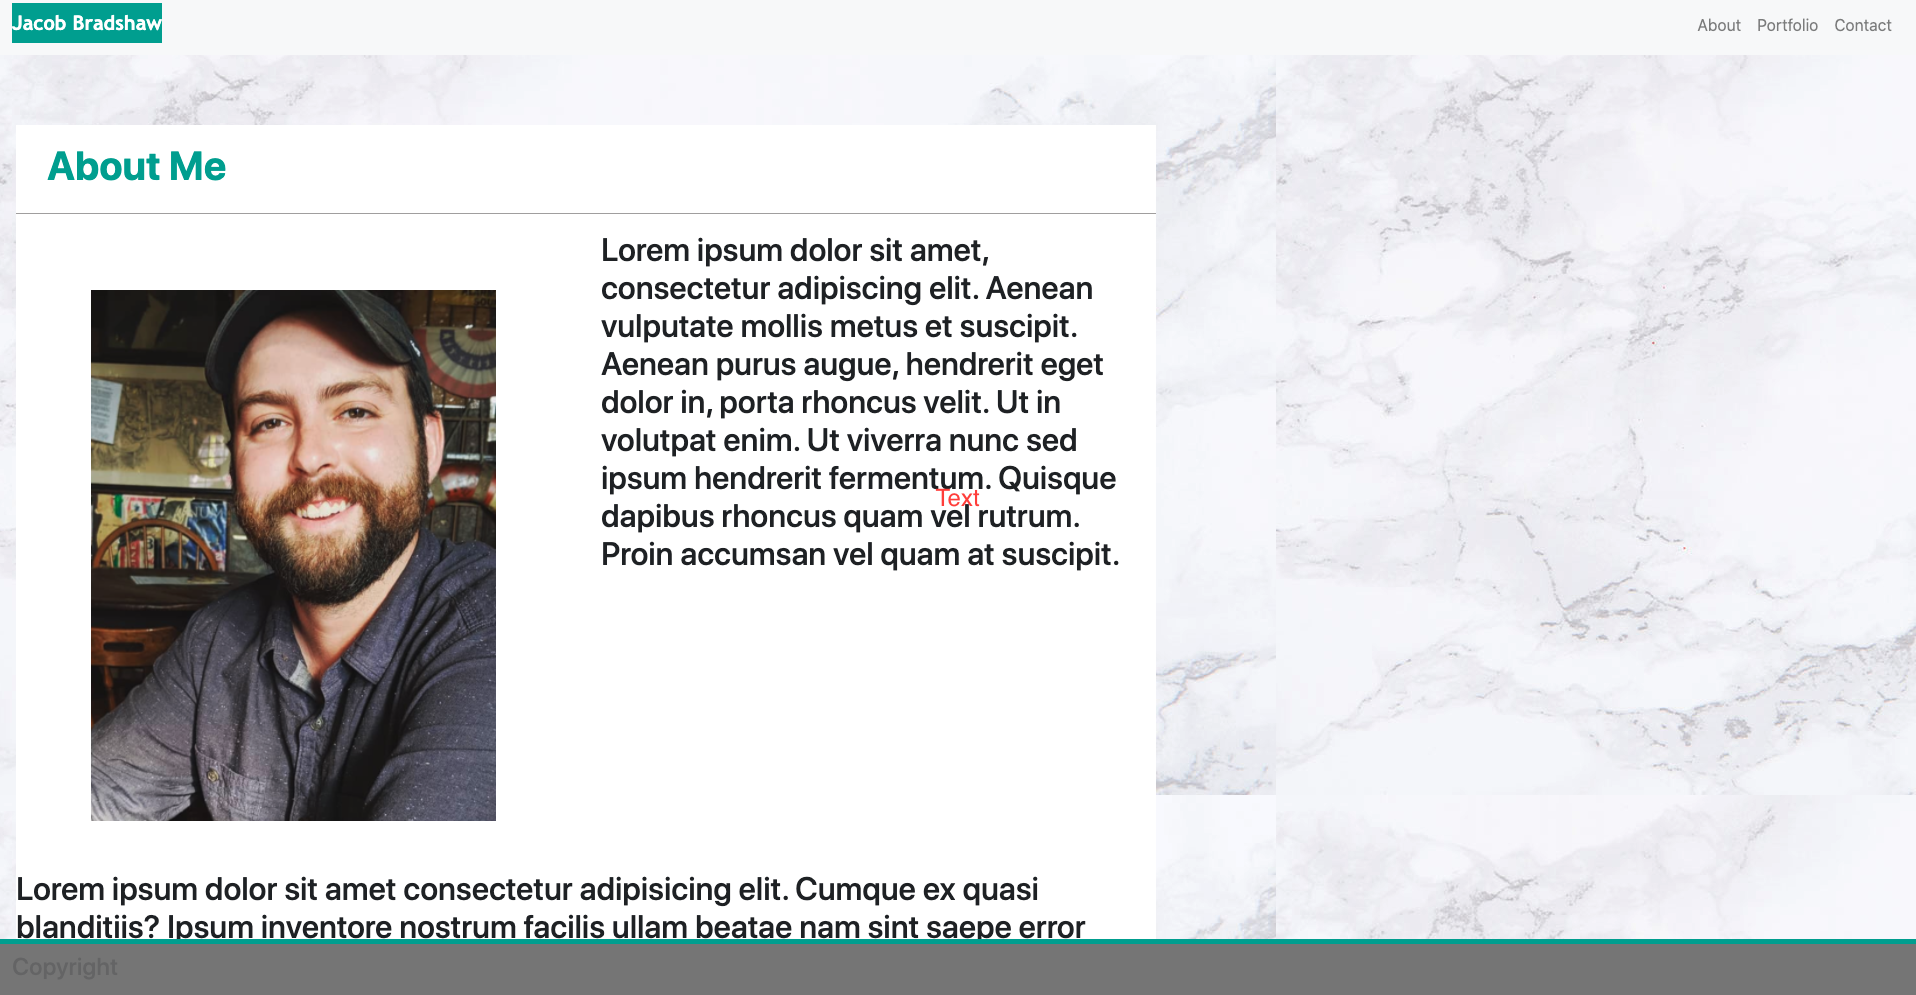 Jacob Bradshaw
About Portfolio Contact
About Me
Lorem ipsum dolor sit amet,
consectetur adipiscing elit. Aenean
vulputate mollis metus et suscipit.
Aenean purus augue, hendrerit eget
dolor in, porta rhoncus velit. Ut in
volutpat enim. Ut viverra nunc sed
ipsum hendrerit fermentum. Quisque
Text
dapibus rhoncus quam vel rutrum.
Proin accumsan vel quam at suscipit.
Lorem ipsum dolor sit amet consectetur adipisicing elit. Cumque ex quasi
blanditiis? Ipsum inventore nostrum facilis ullam beatae nam sint saepe error
Copyright